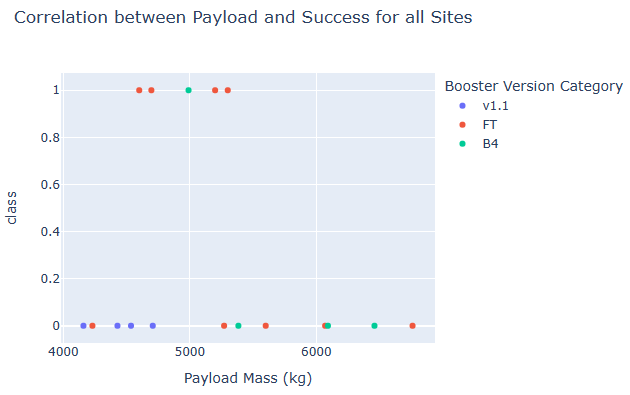 Correlation between Payload and Success for all Sites
Booster Version Category
v1.1
FT
B4
class
1
0.8
0.6
0.4
0.2
0
4000 5000 6000
Payload Mass (kg)